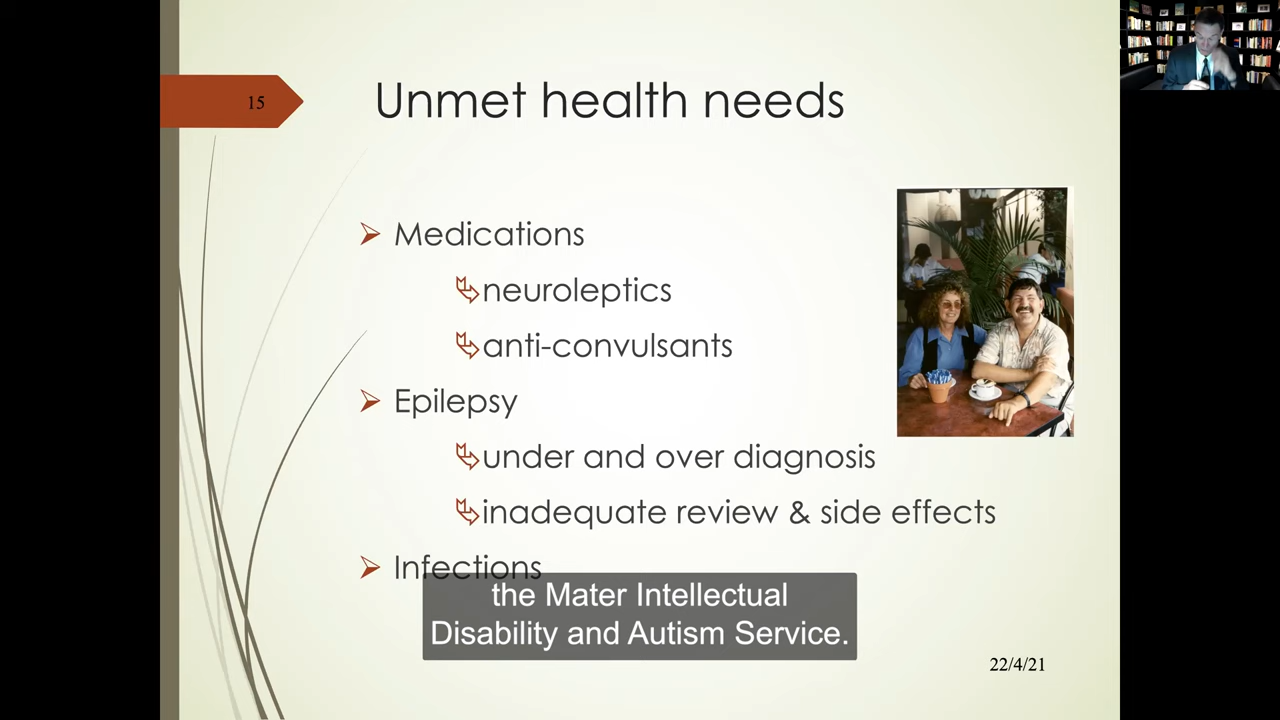 15
Unmet health needs
Medications
neuroleptics
anti-convulsants
Epilepsy
under and over diagnosis
inadequate review & side effects
Infections
the Mater Intellectual
Disability and Autism Service.
22/4/21